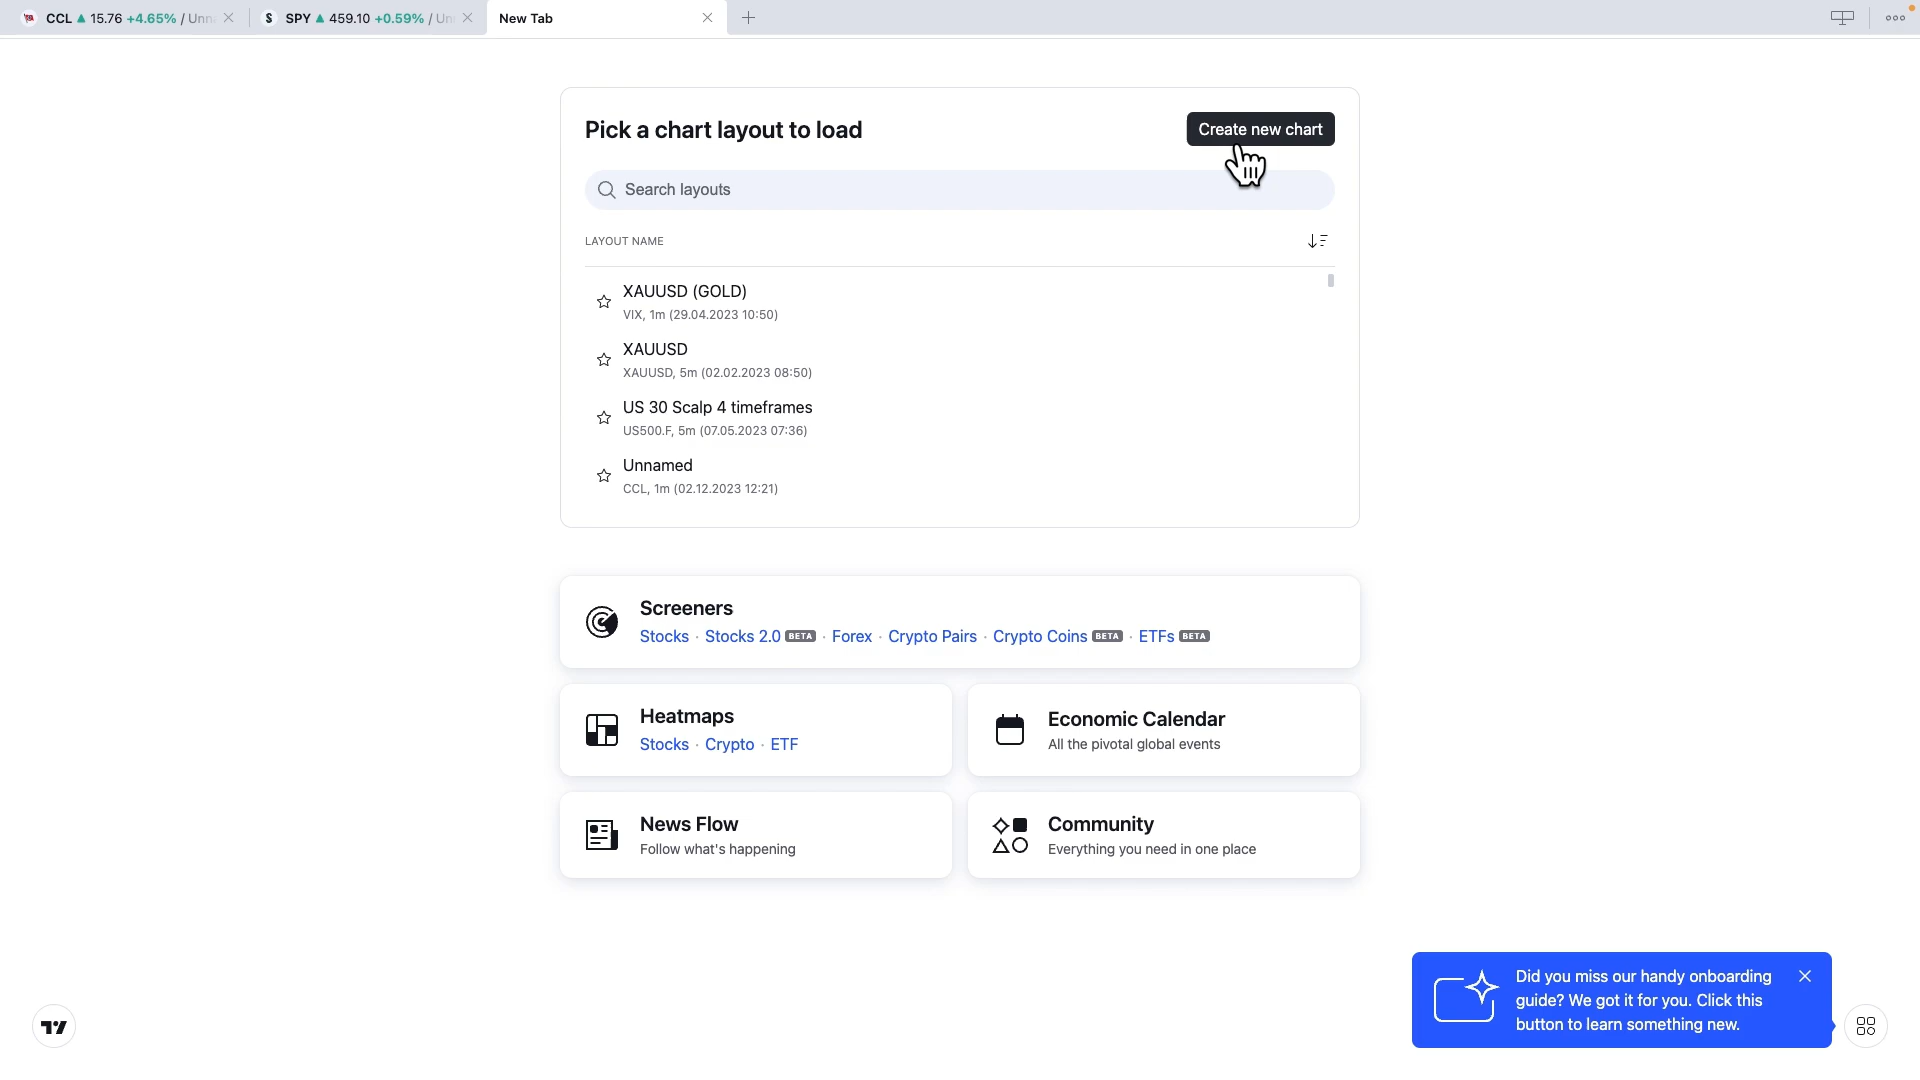 CCL ▲ 15.76 +4.65% / Unn
SPY ▲ 459.10 +0.59% / Un
New Tab
Pick a chart layout to load
Create new chart
Search layouts
LAYOUT NAME
XAUUSD (GOLD)
VIX, 1m (29.04.2023 10:50)
XAUUSD
XAUUSD, 5m (02.02.2023 08:50)
US 30 Scalp 4 timeframes
US500.F, 5m (07.05.2023 07:36)
Unnamed
CCL, 1m (02.12.2023 12:21)
Screeners
Stocks · Stocks 2.0 BETA · Forex · Crypto Pairs · Crypto Coins BETA · ETFs BETA
Heatmaps
Stocks · Crypto · ETF
Economic Calendar
All the pivotal global events
News Flow
Follow what's happening
Community
Everything you need in one place
Did you miss our handy onboarding
guide? We got it for you. Click this
button to learn something new.